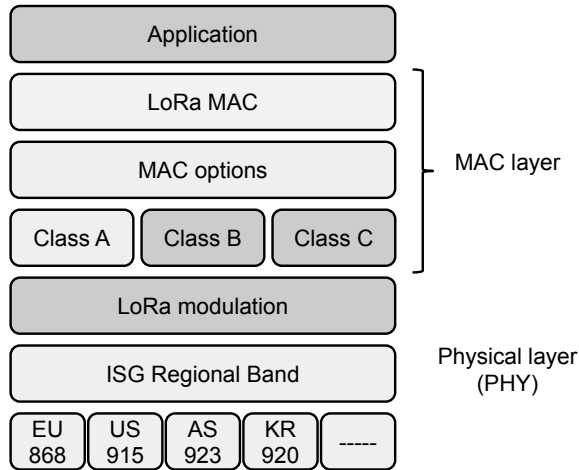 Application
LoRa MAC
MAC options
MAC layer
Class A
Class B
Class C
LoRa modulation
ISG Regional Band
Physical layer
(PHY)
EU
868
US
915
AS
923
KR
920
-----